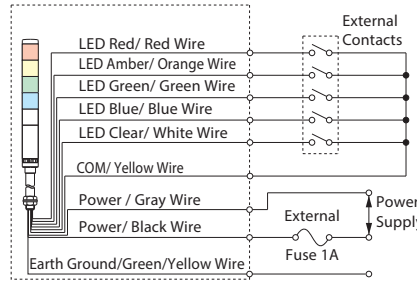 External
Contacts
LED Red/ Red Wire
LED Amber/ Orange Wire
LED Green/ Green Wire
LED Blue/ Blue Wire
LED Clear/ White Wire
COM/ Yellow Wire
Power / Gray Wire
Power/ Black Wire
External
Fuse 1A
Power
Supply
Earth Ground/Green/Yellow Wire